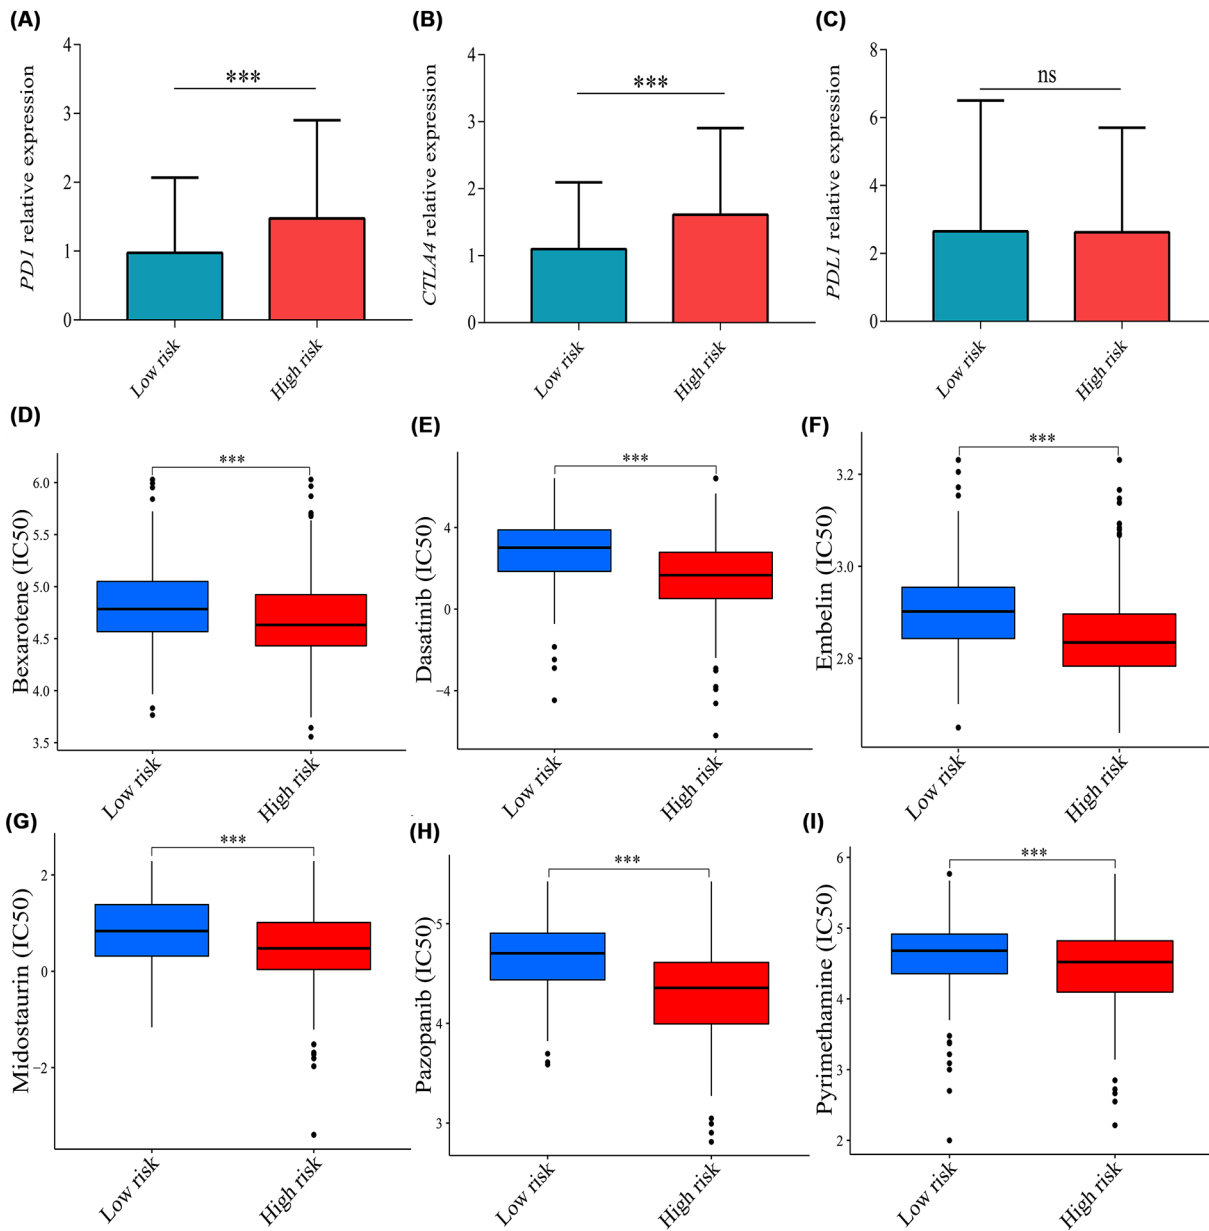 (A)
PD1 relative expression
4
3
2
1
0
***
Low risk
High risk
(B)
CTLA4 relative expression
4
3
2
1
0
***
Low risk
High risk
(C)
PDL1 relative expression
8
6
4
2
0
ns
Low risk
High risk
(D)
Bexarotene (IC50)
6.0
5.5
5.0
4.5
4.0
3.5
***
Low risk
High risk
(E)
Dasatinib (IC50)
4
0
−4
***
Low risk
High risk
(F)
Embelin (IC50)
3.2
3.0
2.8
***
Low risk
High risk
(G)
Midostaurin (IC50)
2
0
−2
***
Low risk
High risk
(H)
Pazopanib (IC50)
5
4
3
***
Low risk
High risk
(I)
Pyrimethamine (IC50)
6
5
4
3
2
***
Low risk
High risk